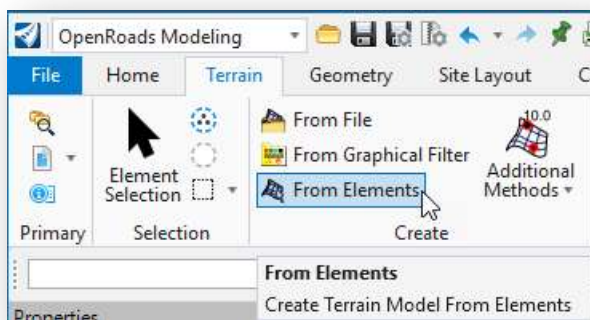 OpenRoads Modeling
File Home Terrain Geometry Site Layout C
From File
From Graphical Filter
From Elements
Element
Selection
10.0
Additional
Methods
Primary Selection Create
From Elements
Create Terrain Model From Elements
Properties